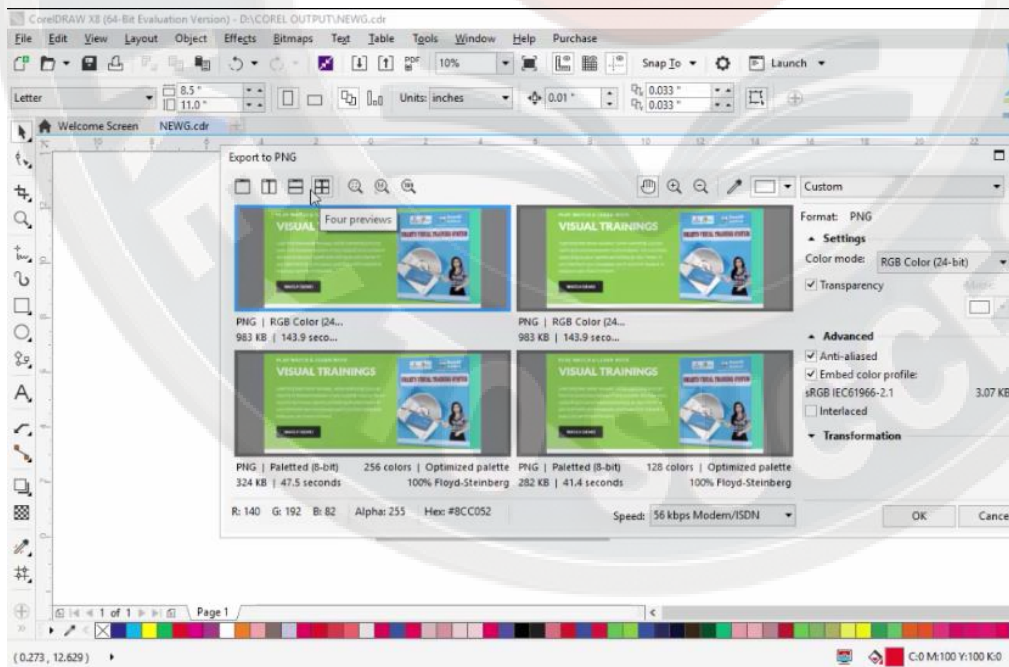 CorelDRAW X8 (64-Bit Evaluation Version) - D:\COREL OUTPUT\NEWG.cdr
File Edit View Layout Object Effects Bitmaps Text Table Tools Window Help Purchase
PDF 10% Snap To Launch
Letter 8.5 " 11.0 " Units: inches 0.01 " 0.033 " 0.033 "
Welcome Screen NEWG.cdr
Export to PNG
Custom
Four previews
VISUAL TRAININGS
VISUAL TRAININGS
PNG | RGB Color (24...
983 KB | 143.9 seco...
PNG | RGB Color (24...
983 KB | 143.9 seco...
VISUAL TRAININGS
VISUAL TRAININGS
PNG | Paletted (8-bit) 256 colors | Optimized palette
324 KB | 47.5 seconds 100% Floyd-Steinberg
PNG | Paletted (8-bit) 128 colors | Optimized palette
282 KB | 41.4 seconds 100% Floyd-Steinberg
R: 140 G: 192 B: 82 Alpha: 255 Hex: #8CC052
Speed: 56 kbps Modem/ISDN
Format: PNG
Settings
Color mode: RGB Color (24-bit)
Transparency Matte:
Advanced
Anti-aliased
Embed color profile:
sRGB IEC61966-2.1 3.07 KB
Interlaced
Transformation
OK Cance
1 of 1 Page 1
(0.273, 12.629) C:0 M:100 Y:100 K:0